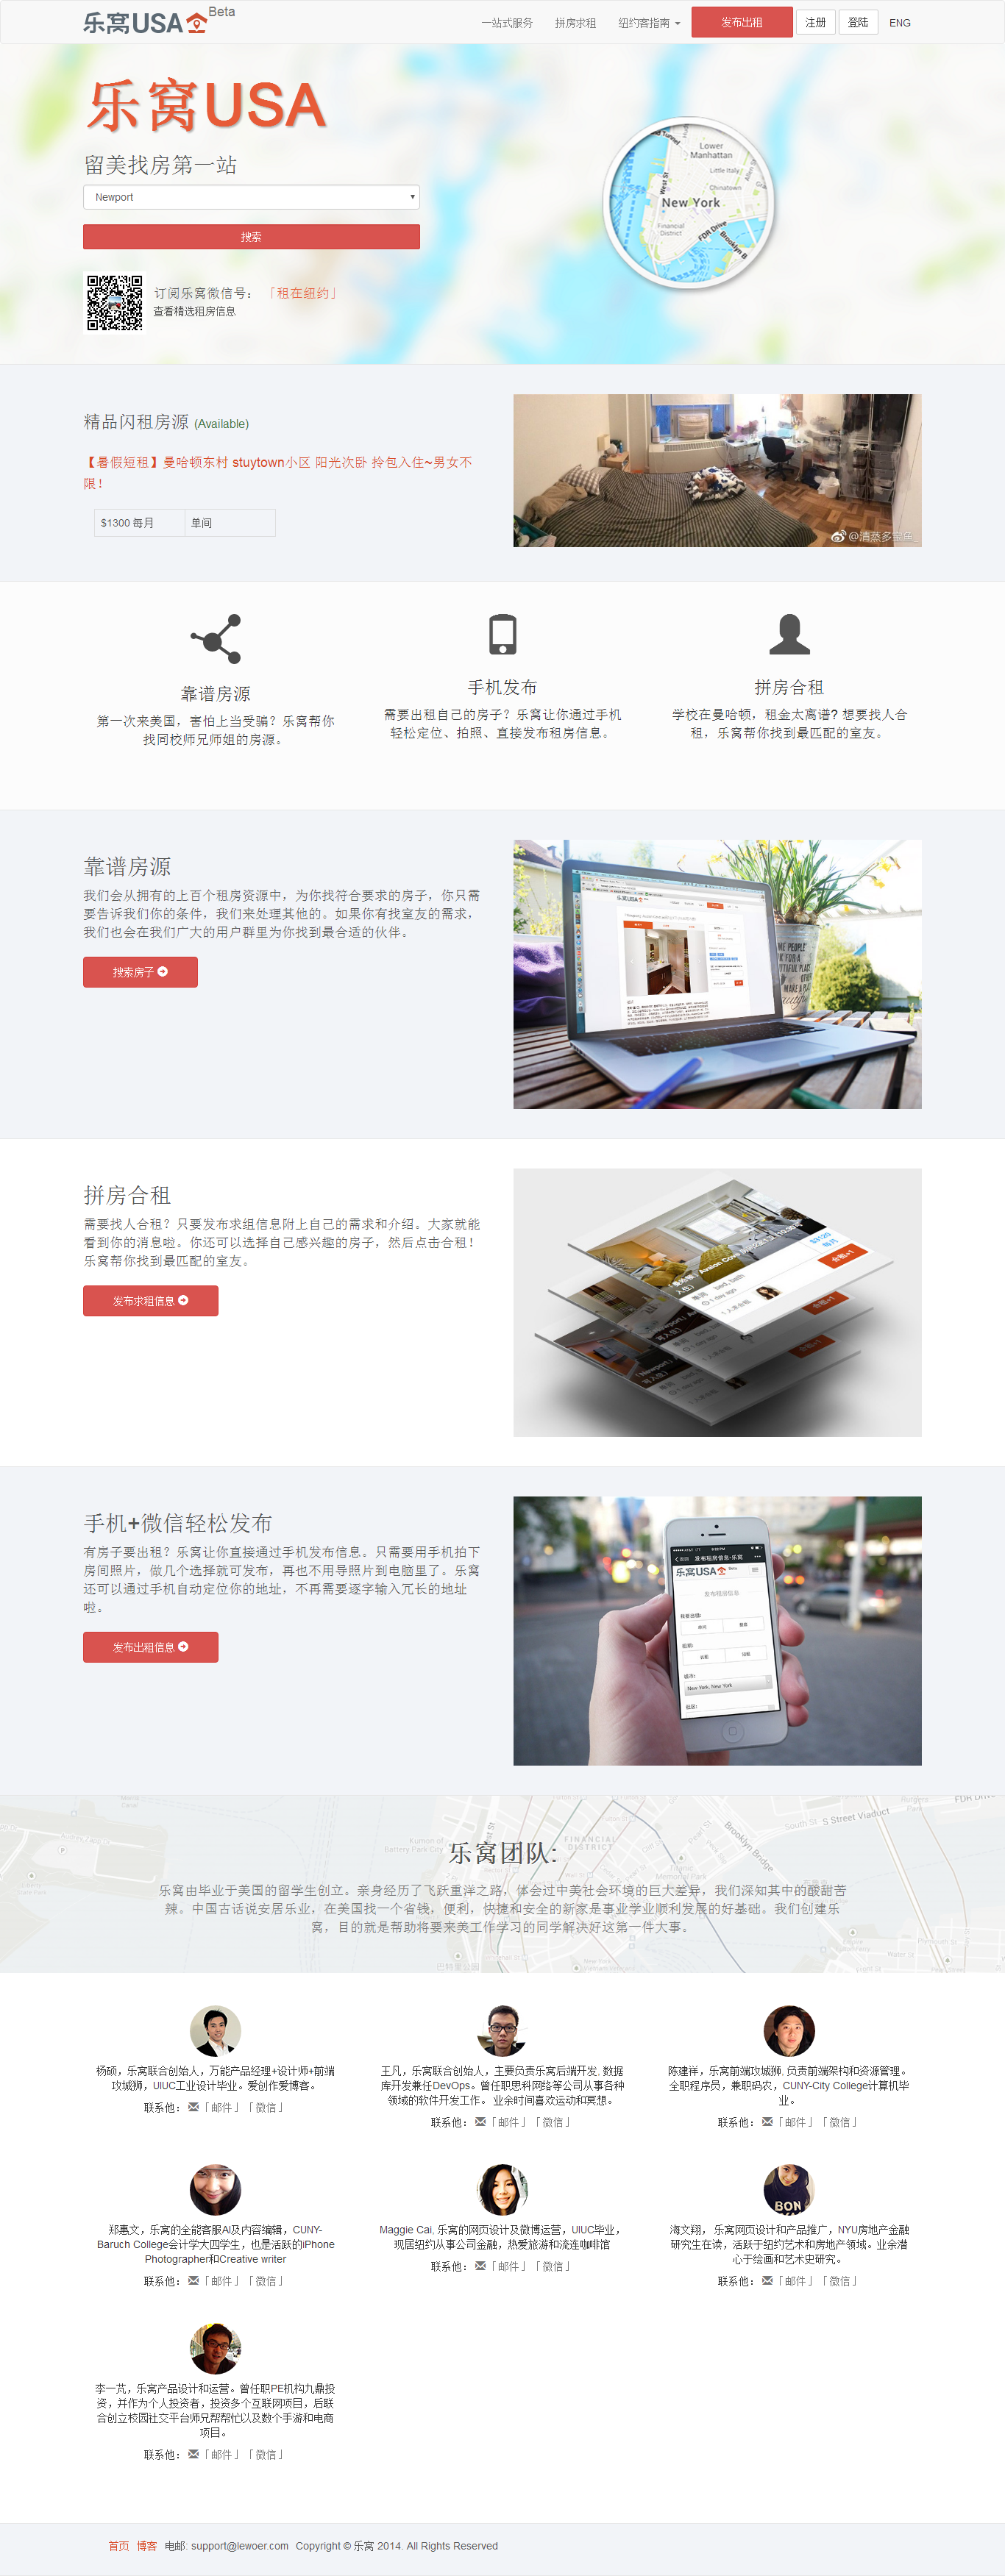 乐窝USA Beta
一站式服务 拼房求租 纽约客指南 发布出租 注册 登陆 ENG
乐窝USA
留美找房第一站
Newport
搜索
订阅乐窝微信号：「租在纽约」
查看精选租房信息
Lower
Manhattan
Little Italy
Chinatown
West St
New York
Financial
District
FDR Drive
Brooklyn B
精品闪租房源 (Available)
【暑假短租】曼哈顿东村 stuytown小区 阳光次卧 拎包入住~男女不
限！
$1300 每月 单间
靠谱房源
第一次来美国，害怕上当受骗？乐窝帮你
找同校师兄师姐的房源。
手机发布
需要出租自己的房子？乐窝让你通过手机
轻松定位、拍照、直接发布租房信息。
拼房合租
学校在曼哈顿，租金太离谱? 想要找人合
租，乐窝帮你找到最匹配的室友。
靠谱房源
我们会从拥有的上百个租房资源中，为你找符合要求的房子，你只需
要告诉我们你的条件，我们来处理其他的。如果你有找室友的需求，
我们也会在我们广大的用户群里为你找到最合适的伙伴。
搜索房子
乐窝USA
拼房合租
需要找人合租？只要发布求组信息附上自己的需求和介绍。大家就能
看到你的消息啦。你还可以选择自己感兴趣的房子，然后点击合租！
乐窝帮你找到最匹配的室友。
发布求租信息
$3120
每月
合租+1
1 day ago
手机+微信轻松发布
有房子要出租？乐窝让你直接通过手机发布信息。只需要用手机拍下
房间照片，做几个选择就可发布，再也不用导照片到电脑里了。乐窝
还可以通过手机自动定位你的地址，不再需要逐字输入冗长的地址
啦。
发布出租信息
发布租房信息-乐窝
乐窝USA
发布租房信息
New York, New York
S Street Viaduct
FDR Driv
Brooklyn Bridge
FINANCIAL
DISTRICT
Battery Park City
乐窝团队:
乐窝由毕业于美国的留学生创立。亲身经历了飞跃重洋之路，体会过中美社会环境的巨大差异，我们深知其中的酸甜苦
辣。中国古话说安居乐业，在美国找一个省钱，便利，快捷和安全的新家是事业学业顺利发展的好基础。我们创建乐
窝，目的就是帮助将要来美工作学习的同学解决好这第一件大事。
杨硕，乐窝联合创始人，万能产品经理+设计师+前端
攻城狮，UIUC工业设计毕业。爱创作爱博客。
联系他：「邮件」「微信」
王凡，乐窝联合创始人，主要负责乐窝后端开发, 数据
库开发兼任DevOps。曾任职思科网络等公司从事各种
领域的软件开发工作。业余时间喜欢运动和冥想。
联系他：「邮件」「微信」
陈建祥，乐窝前端攻城狮, 负责前端架构和资源管理。
全职程序员，兼职码农，CUNY-City College计算机毕
业。
联系他：「邮件」「微信」
郑惠文，乐窝的全能客服AI及内容编辑，CUNY-
Baruch College会计学大四学生，也是活跃的iPhone
Photographer和Creative writer
联系他：「邮件」「微信」
Maggie Cai, 乐窝的网页设计及微博运营，UIUC毕业，
现居纽约从事公司金融，热爱旅游和流连咖啡馆
联系他：「邮件」「微信」
海文翔， 乐窝网页设计和产品推广，NYU房地产金融
研究生在读，活跃于纽约艺术和房地产领域。业余潜
心于绘画和艺术史研究。
联系他：「邮件」「微信」
李一芃，乐窝产品设计和运营。曾任职PE机构九鼎投
资，并作为个人投资者，投资多个互联网项目，后联
合创立校园社交平台师兄帮帮忙以及数个手游和电商
项目。
联系他：「邮件」「微信」
首页 博客 电邮: support@lewoer.com Copyright © 乐窝 2014. All Rights Reserved